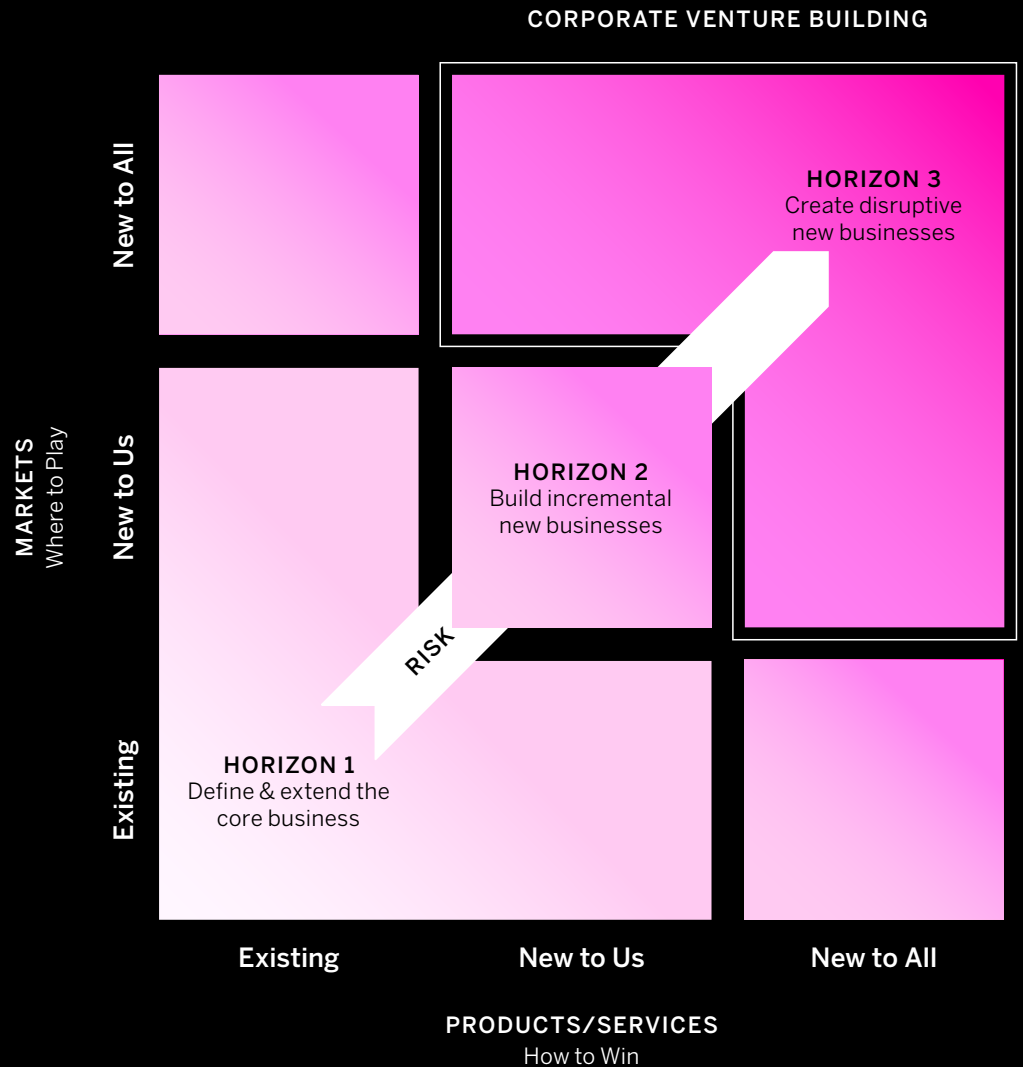 CORPORATE VENTURE BUILDING
New to All
HORIZON 3
Create disruptive
new businesses
MARKETS
Where to Play
New to Us
HORIZON 2
Build incremental
new businesses
RISK
Existing
HORIZON 1
Define & extend the
core business
Existing
New to Us
New to All
PRODUCTS/SERVICES
How to Win